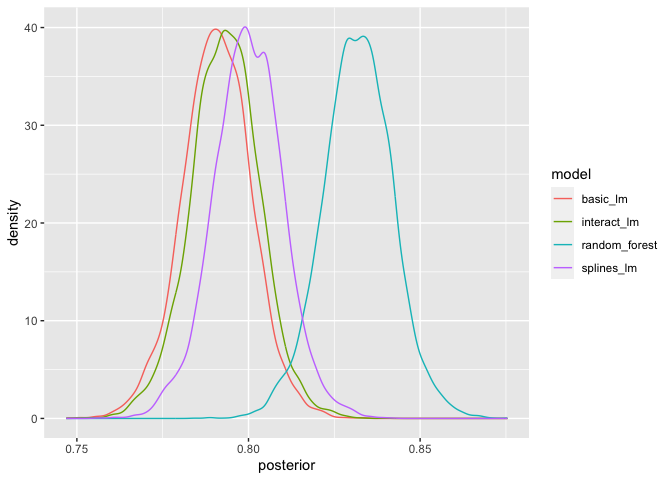 40
30
20
10
0
density
0.75
0.80
0.85
posterior
model
basic_lm
interact_lm
random_forest
splines_lm